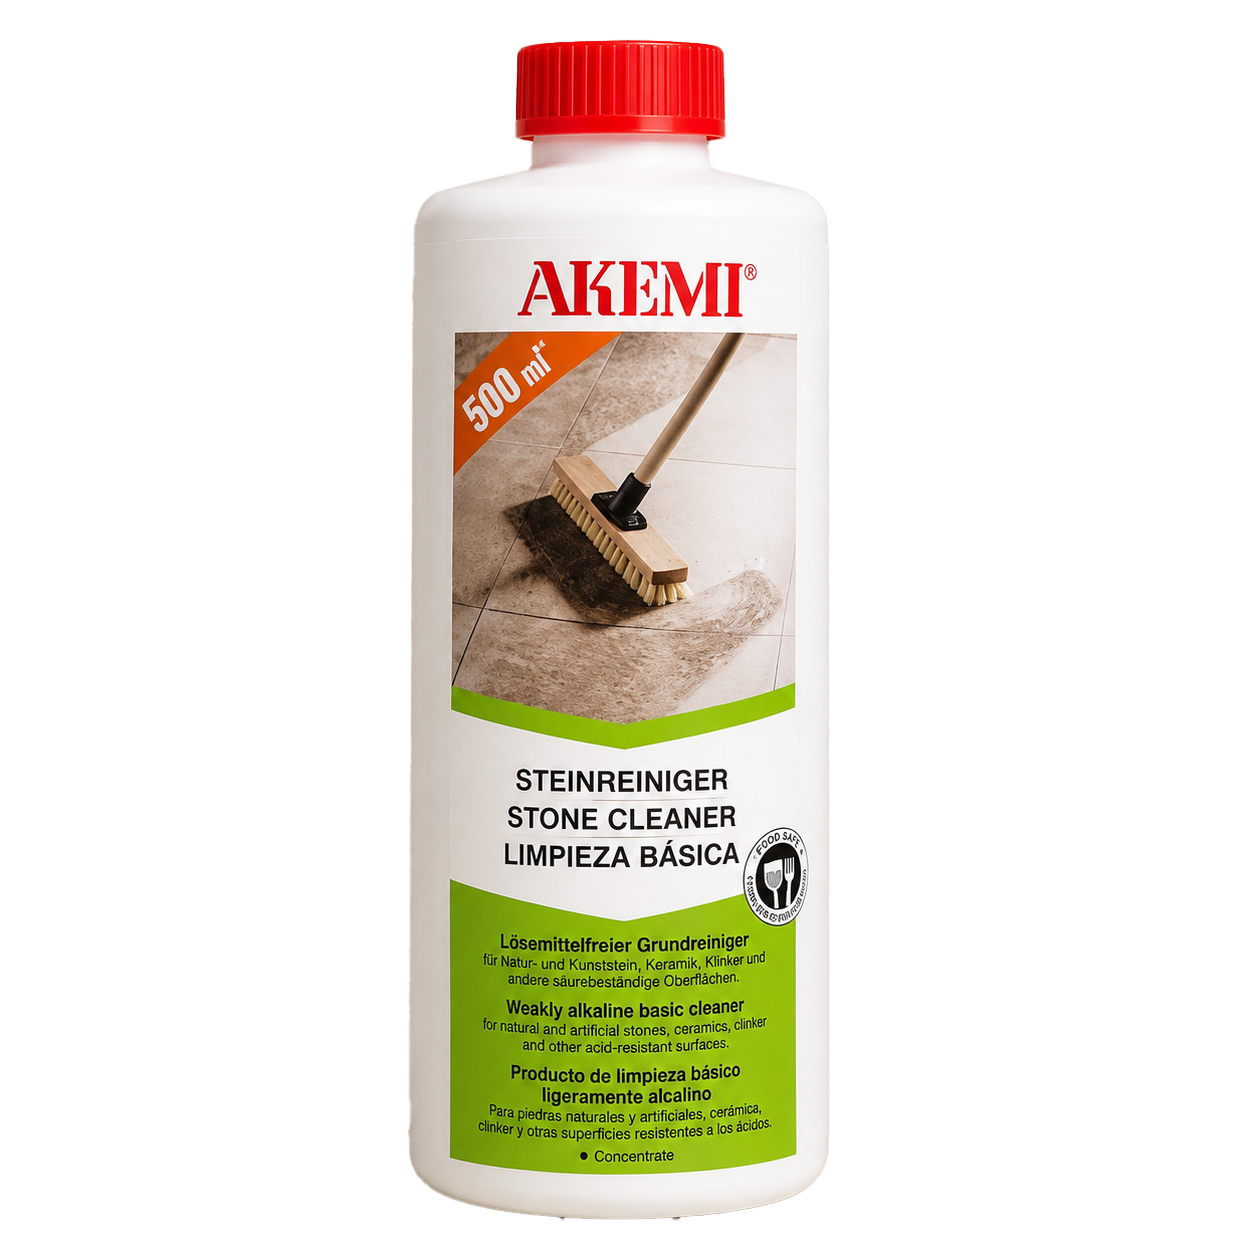 AKEMI®
500 ml
STEINREINIGER
STONE CLEANER
LIMPIEZA BÁSICA
FOOD SAFE
Lösemittelfreier Grundreiniger
für Natur- und Kunststein, Keramik, Klinker und
andere säurebeständige Oberflächen.
Weakly alkaline basic cleaner
for natural and artificial stones, ceramics, clinker
and other acid-resistant surfaces.
Producto de limpieza básico
ligeramente alcalino
Para piedras naturales y artificiales, cerámica,
clinker y otras superficies resistentes a los ácidos.
• Concentrate